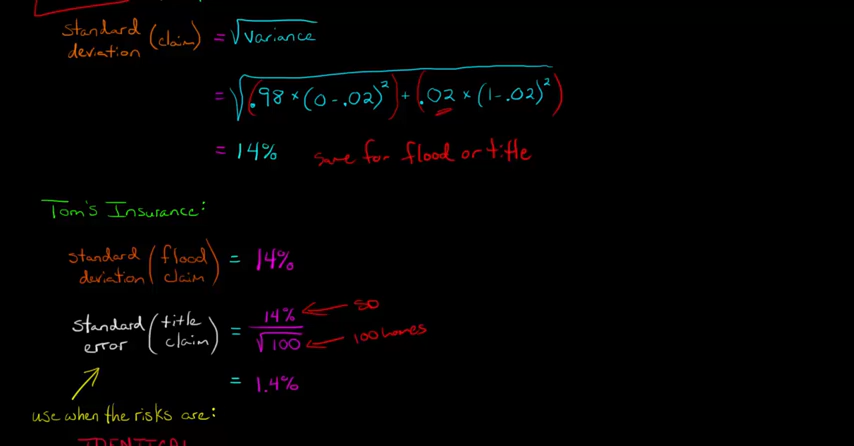 standard deviation (claim) = √variance
= √(.98 × (0 - .02)²) + (.02 × (1 - .02)²)
= 14% same for flood or title
Tom's Insurance:
standard deviation (flood claim) = 14%
standard error (title claim) = 14% / √100 ← SD ← 100 homes
= 1.4%
use when the risks are:
IDENTICAL